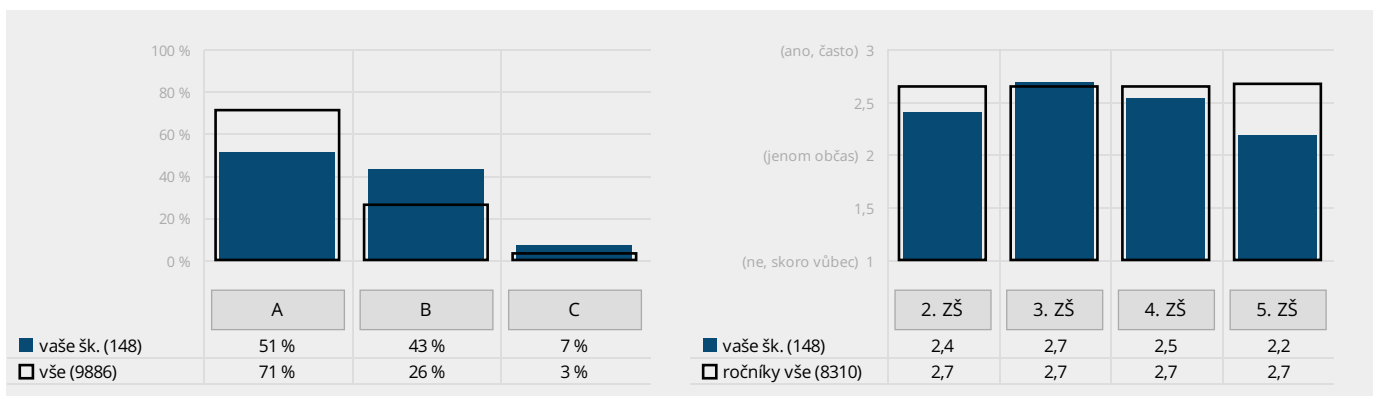 100 %
80 %
60 %
40 %
20 %
0 %
A B C
vaše šk. (148) 51 % 43 % 7 %
vše (9886) 71 % 26 % 3 %
(ano, často) 3
2,5
(jenom občas) 2
1,5
(ne, skoro vůbec) 1
2. ZŠ 3. ZŠ 4. ZŠ 5. ZŠ
vaše šk. (148) 2,4 2,7 2,5 2,2
ročníky vše (8310) 2,7 2,7 2,7 2,7